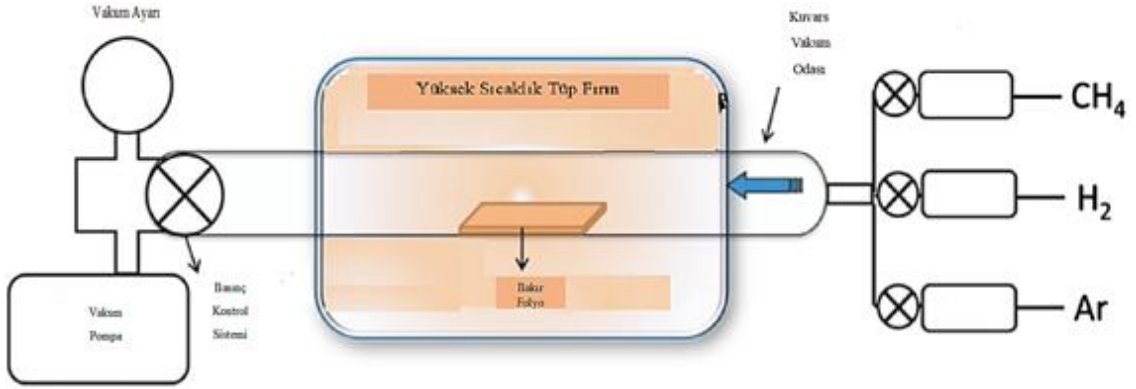 Vakum Ayarı
Kuvars
Vakum
Odası
Yüksek Sıcaklık Tüp Fırın
CH4
H2
Ar
Bakır
Folyo
Basınç
Kontrol
Sistemi
Vakum
Pompa